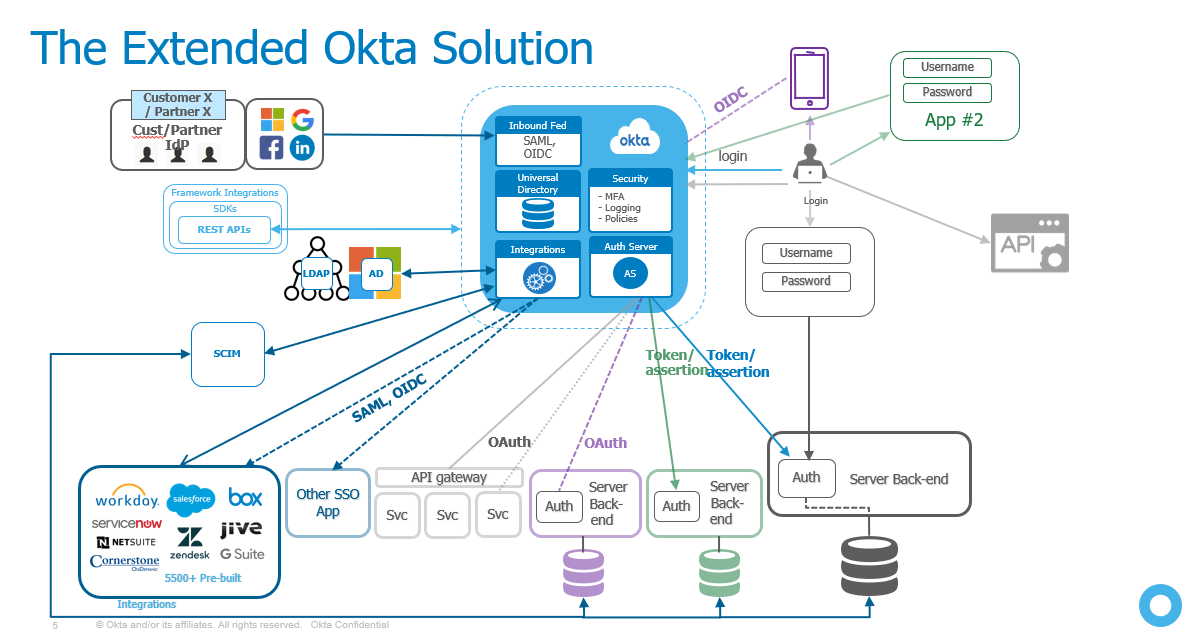 The Extended Okta Solution
Customer X
/ Partner X
Cust/Partner
IdP
G
f
in
Inbound Fed
SAML,
OIDC
okta
OIDC
Username
Password
App #2
Universal
Directory
Security
- MFA
- Logging
- Policies
login
Login
Framework Integrations
SDKs
REST APIs
LDAP
AD
Integrations
Auth Server
AS
API
Username
Password
SCIM
SAML, OIDC
Token/
assertion
Token/
assertion
OAuth
OAuth
workday.
salesforce
box
servicenow
jive
NETSUITE
zendesk
G Suite
Cornerstone
ONDEMAND
5500+ Pre-built
Integrations
Other SSO
App
API gateway
Svc
Svc
Svc
Auth
Server
Back-
end
Auth
Server
Back-
end
Auth
Server Back-end
5
© Okta and/or its affiliates. All rights reserved. Okta Confidential